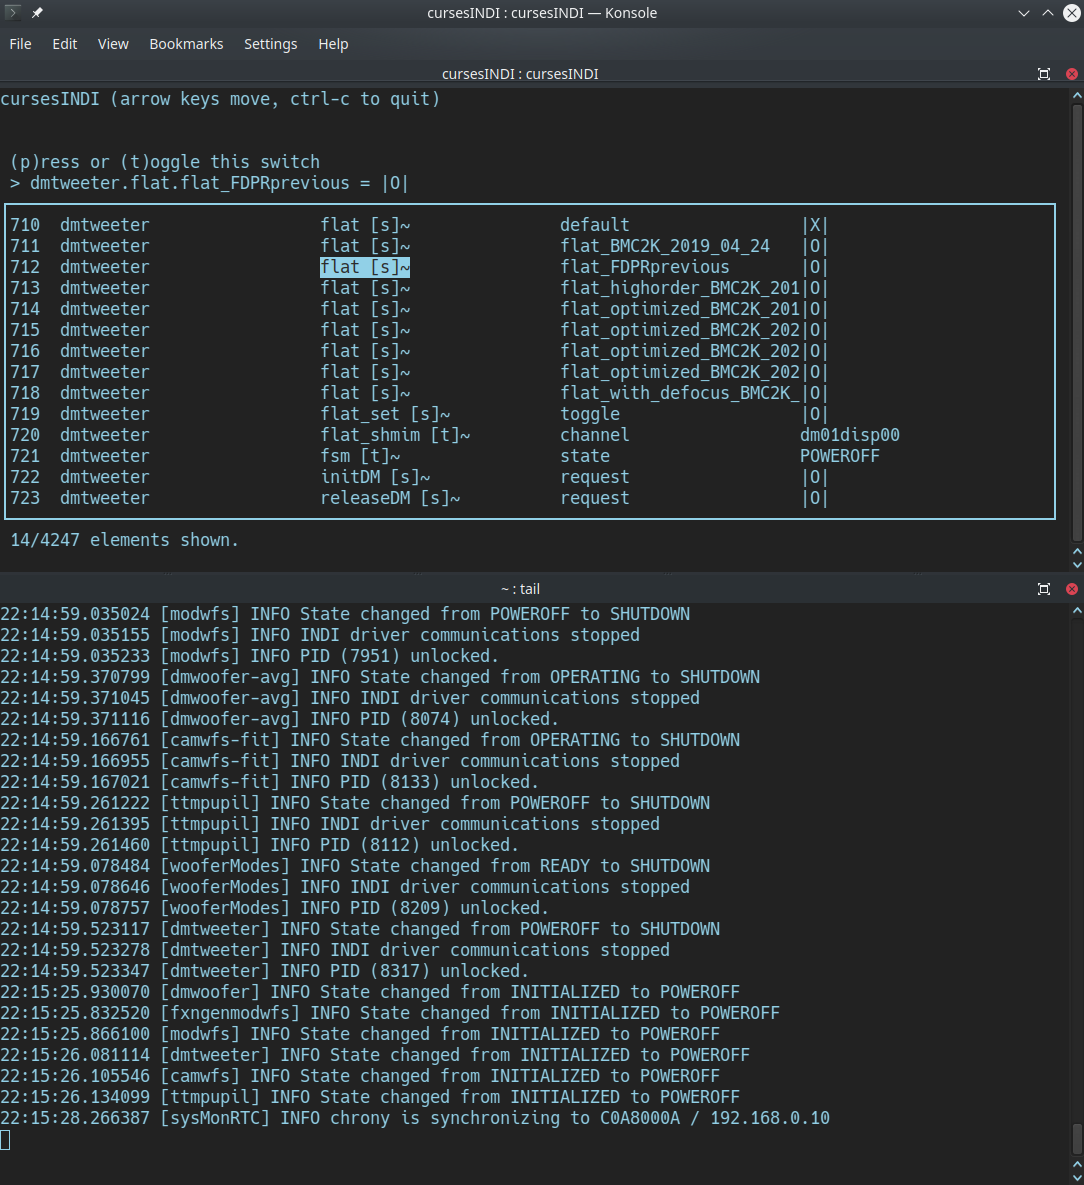 cursesINDI : cursesINDI — Konsole
File Edit View Bookmarks Settings Help
cursesINDI : cursesINDI
cursesINDI (arrow keys move, ctrl-c to quit)
(p)ress or (t)oggle this switch
> dmtweeter.flat.flat_FDPRprevious = |O|
710 dmtweeter flat [s]~ default |X|
711 dmtweeter flat [s]~ flat_BMC2K_2019_04_24 |O|
712 dmtweeter flat [s]~ flat_FDPRprevious |O|
713 dmtweeter flat [s]~ flat_highorder_BMC2K_201|O|
714 dmtweeter flat [s]~ flat_optimized_BMC2K_201|O|
715 dmtweeter flat [s]~ flat_optimized_BMC2K_202|O|
716 dmtweeter flat [s]~ flat_optimized_BMC2K_202|O|
717 dmtweeter flat [s]~ flat_optimized_BMC2K_202|O|
718 dmtweeter flat [s]~ flat_with_defocus_BMC2K_|O|
719 dmtweeter flat_set [s]~ toggle |O|
720 dmtweeter flat_shmim [t]~ channel dm01disp00
721 dmtweeter fsm [t]~ state POWEROFF
722 dmtweeter initDM [s]~ request |O|
723 dmtweeter releaseDM [s]~ request |O|
14/4247 elements shown.
~ : tail
22:14:59.035024 [modwfs] INFO State changed from POWEROFF to SHUTDOWN
22:14:59.035155 [modwfs] INFO INDI driver communications stopped
22:14:59.035233 [modwfs] INFO PID (7951) unlocked.
22:14:59.370799 [dmwoofer-avg] INFO State changed from OPERATING to SHUTDOWN
22:14:59.371045 [dmwoofer-avg] INFO INDI driver communications stopped
22:14:59.371116 [dmwoofer-avg] INFO PID (8074) unlocked.
22:14:59.166761 [camwfs-fit] INFO State changed from OPERATING to SHUTDOWN
22:14:59.166955 [camwfs-fit] INFO INDI driver communications stopped
22:14:59.167021 [camwfs-fit] INFO PID (8133) unlocked.
22:14:59.261222 [ttmpupil] INFO State changed from POWEROFF to SHUTDOWN
22:14:59.261395 [ttmpupil] INFO INDI driver communications stopped
22:14:59.261460 [ttmpupil] INFO PID (8112) unlocked.
22:14:59.078484 [wooferModes] INFO State changed from READY to SHUTDOWN
22:14:59.078646 [wooferModes] INFO INDI driver communications stopped
22:14:59.078757 [wooferModes] INFO PID (8209) unlocked.
22:14:59.523117 [dmtweeter] INFO State changed from POWEROFF to SHUTDOWN
22:14:59.523278 [dmtweeter] INFO INDI driver communications stopped
22:14:59.523347 [dmtweeter] INFO PID (8317) unlocked.
22:15:25.930070 [dmwoofer] INFO State changed from INITIALIZED to POWEROFF
22:15:25.832520 [fxngenmodwfs] INFO State changed from INITIALIZED to POWEROFF
22:15:25.866100 [modwfs] INFO State changed from INITIALIZED to POWEROFF
22:15:26.081114 [dmtweeter] INFO State changed from INITIALIZED to POWEROFF
22:15:26.105546 [camwfs] INFO State changed from INITIALIZED to POWEROFF
22:15:26.134099 [ttmpupil] INFO State changed from INITIALIZED to POWEROFF
22:15:28.266387 [sysMonRTC] INFO chrony is synchronizing to C0A8000A / 192.168.0.10